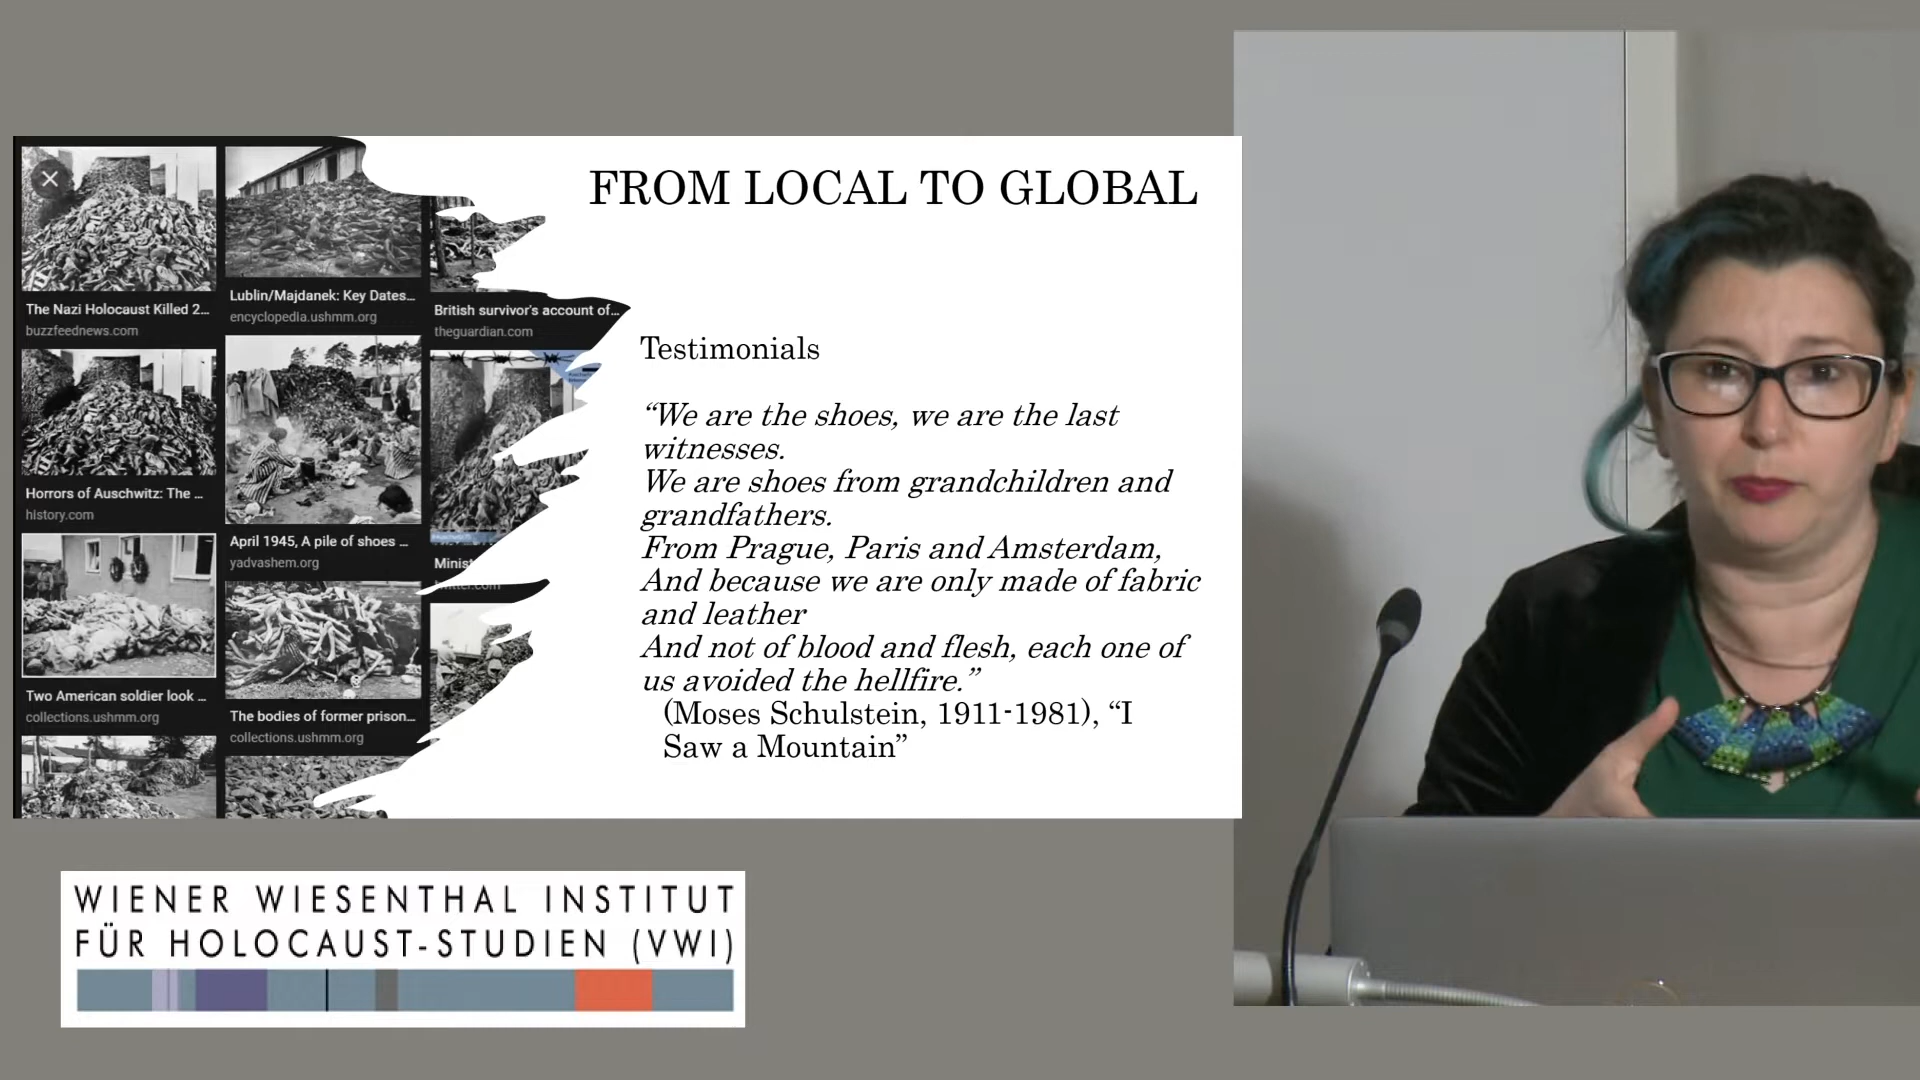 FROM LOCAL TO GLOBAL
The Nazi Holocaust Killed 2...
buzzfeednews.com
Horrors of Auschwitz: The ...
history.com
Two American soldier look ...
collections.ushmm.org
Lublin/Majdanek: Key Dates...
encyclopedia.ushmm.org
April 1945, A pile of shoes ...
yadvashem.org
The bodies of former prison...
collections.ushmm.org
British survivor's account of...
theguardian.com
Testimonials
“We are the shoes, we are the last
witnesses.
We are shoes from grandchildren and
grandfathers.
From Prague, Paris and Amsterdam,
And because we are only made of fabric
and leather
And not of blood and flesh, each one of
us avoided the hellfire.”
(Moses Schulstein, 1911-1981), “I
Saw a Mountain”
WIENER WIESENTHAL INSTITUT
FÜR HOLOCAUST-STUDIEN (VWI)